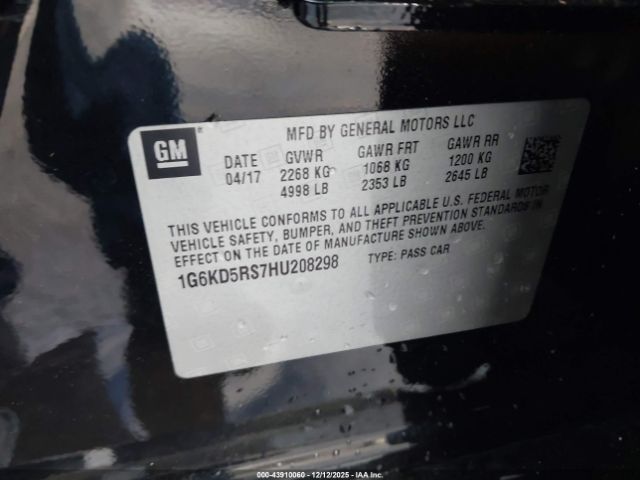 GM ®
MFD BY GENERAL MOTORS LLC
DATE GVWR GAWR FRT GAWR RR
04/17 2268 KG 1068 KG 1200 KG
4998 LB 2353 LB 2645 LB
THIS VEHICLE CONFORMS TO ALL APPLICABLE U.S. FEDERAL MOTOR
VEHICLE SAFETY, BUMPER, AND THEFT PREVENTION STANDARDS IN
EFFECT ON THE DATE OF MANUFACTURE SHOWN ABOVE.
1G6KD5RS7HU208298 TYPE: PASS CAR
000-43910060 - 12/12/2025 - IAAI.COM